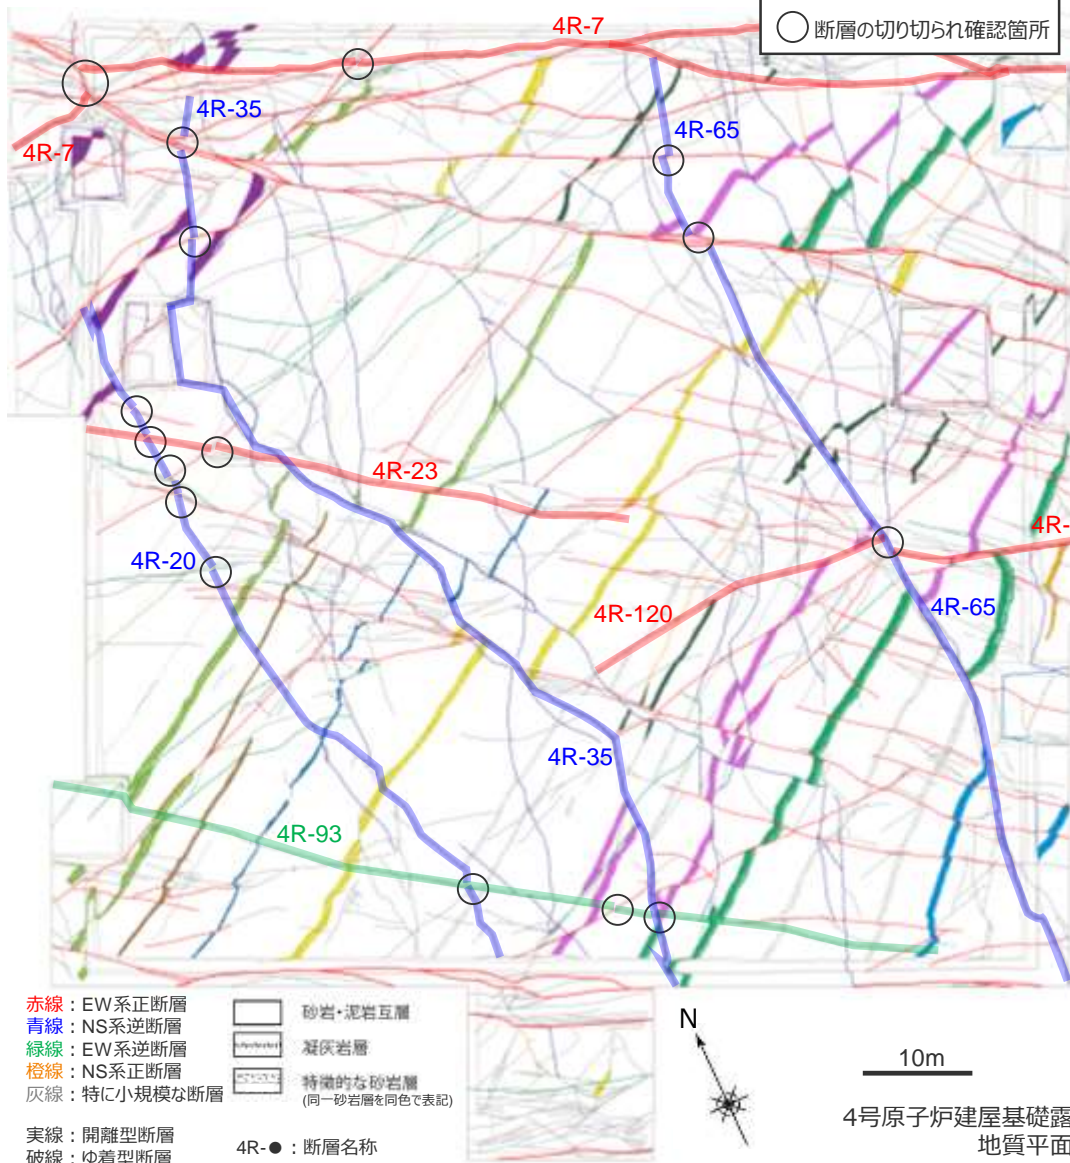 断層の切り切られ確認箇所
4R-7
4R-35
4R-65
4R-7
4R-23
4R-
4R-20
4R-120
4R-65
4R-35
4R-93
赤線：EW系正断層
青線：NS系逆断層
緑線：EW系逆断層
橙線：NS系正断層
灰線：特に小規模な断層
実線：開離型断層
破線：ゆ着型断層
砂岩・泥岩互層
凝灰岩層
特徴的な砂岩層
(同一砂岩層を同色で表記)
4R-●：断層名称
N
10m
4号原子炉建屋基礎露
地質平面